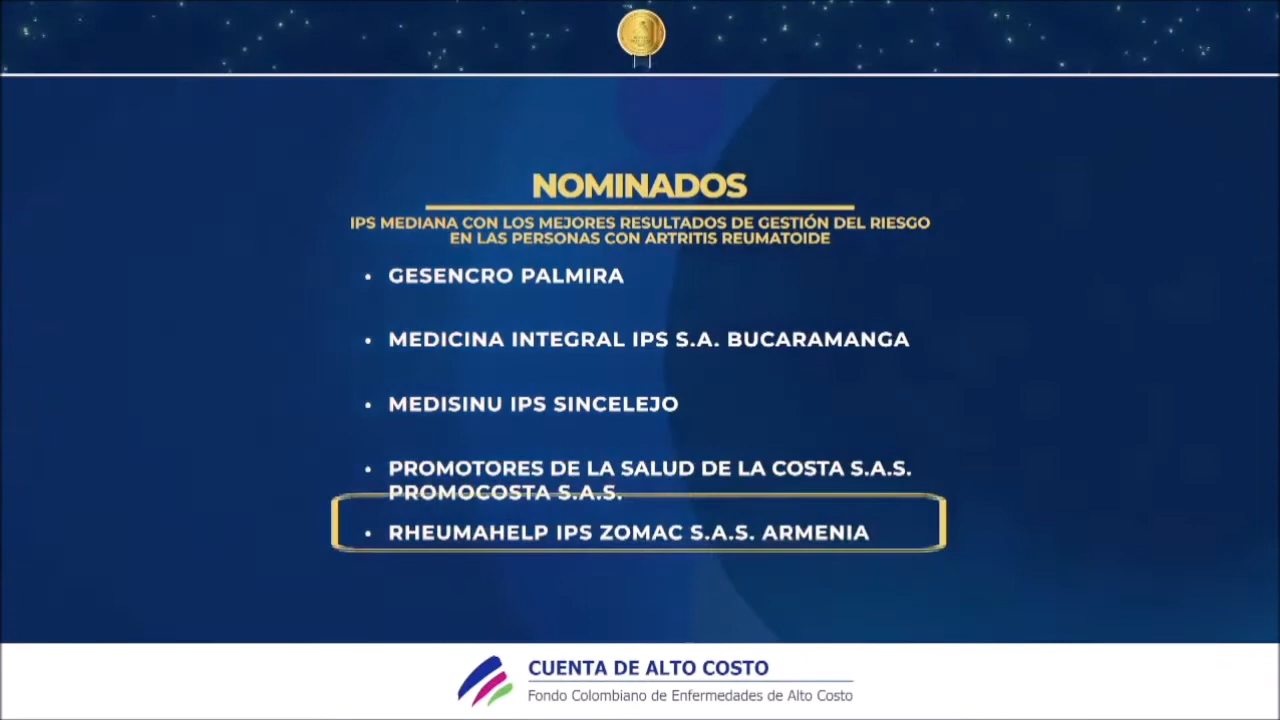 NOMINADOS
IPS MEDIANA CON LOS MEJORES RESULTADOS DE GESTIÓN DEL RIESGO
EN LAS PERSONAS CON ARTRITIS REUMATOIDE
• GESENCRO PALMIRA
• MEDICINA INTEGRAL IPS S.A. BUCARAMANGA
• MEDISINU IPS SINCELEJO
• PROMOTORES DE LA SALUD DE LA COSTA S.A.S.
PROMOCOSTA S.A.S.
• RHEUMAHELP IPS ZOMAC S.A.S. ARMENIA
CUENTA DE ALTO COSTO
Fondo Colombiano de Enfermedades de Alto Costo